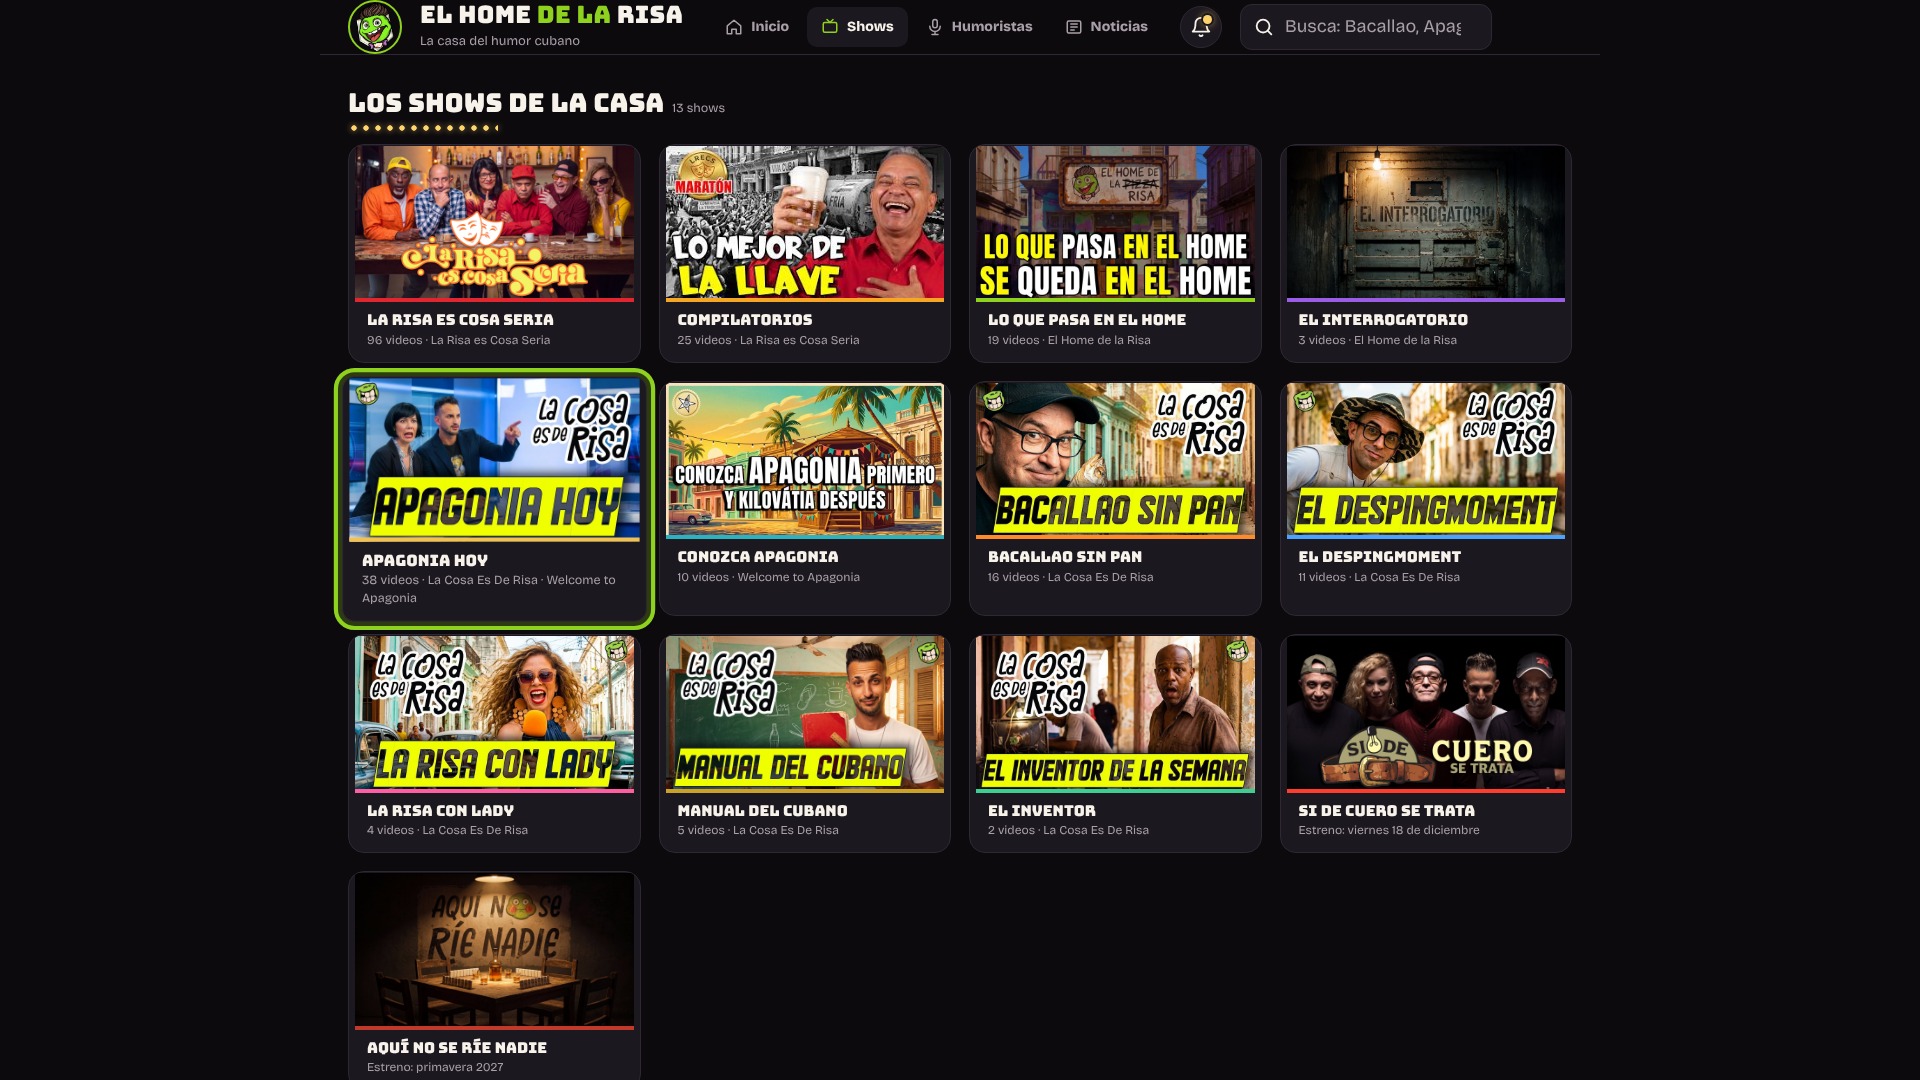 EL HOME DE LA RISA
La casa del humor cubano
Inicio
Shows
Humoristas
Noticias
Busca: Bacallao, Apag
LOS SHOWS DE LA CASA 13 shows
La Risa
es cosa Seria
LA RISA ES COSA SERIA
96 videos · La Risa es Cosa Seria
LRECS
MARATÓN
FRÍA
LO MEJOR DE
LA LLAVE
COMPILATORIOS
25 videos · La Risa es Cosa Seria
EL HOME DE
LA PIZZA
RISA
LO QUE PASA EN EL HOME
SE QUEDA EN EL HOME
LO QUE PASA EN EL HOME
19 videos · El Home de la Risa
EL INTERROGATORIO
EL INTERROGATORIO
3 videos · El Home de la Risa
La COSA
es DE RISA
APAGONIA HOY
APAGONIA HOY
38 videos · La Cosa Es De Risa · Welcome to
Apagonia
CONOZCA APAGONIA PRIMERO
Y KILOVATIA DESPUÉS
CONOZCA APAGONIA
10 videos · Welcome to Apagonia
La COSA
es DE RISA
BACALLAO SIN PAN
BACALLAO SIN PAN
16 videos · La Cosa Es De Risa
La COSA
es DE RISA
EL DESPINGMOMENT
EL DESPINGMOMENT
11 videos · La Cosa Es De Risa
La COSA
es DE RISA
LA RISA CON LADY
LA RISA CON LADY
4 videos · La Cosa Es De Risa
La COSA
es DE RISA
MANUAL DEL CUBANO
MANUAL DEL CUBANO
5 videos · La Cosa Es De Risa
La COSA
es DE RISA
EL INVENTOR DE LA SEMANA
EL INVENTOR
2 videos · La Cosa Es De Risa
SI DE CUERO
SE TRATA
SI DE CUERO SE TRATA
Estreno: viernes 18 de diciembre
AQUÍ NO SE
RÍE NADIE
AQUÍ NO SE RÍE NADIE
Estreno: primavera 2027